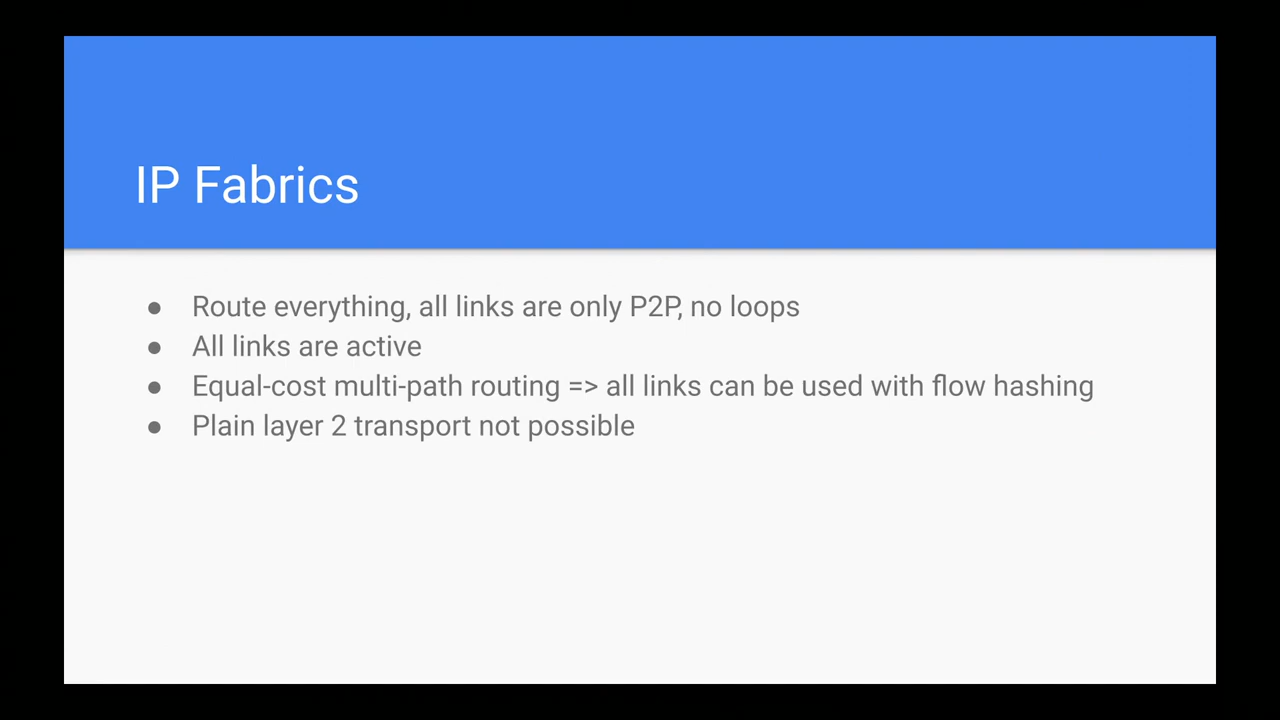 IP Fabrics
● Route everything, all links are only P2P, no loops
● All links are active
● Equal-cost multi-path routing => all links can be used with flow hashing
● Plain layer 2 transport not possible